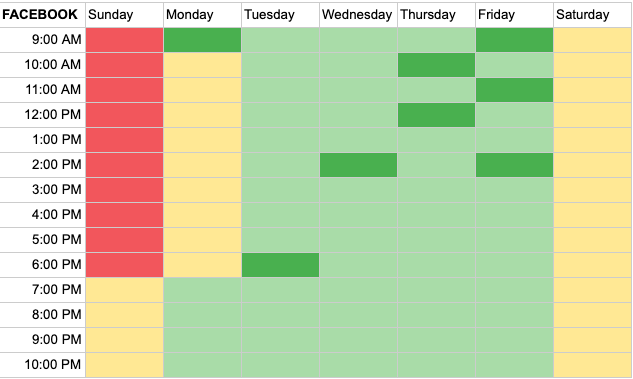 FACEBOOK Sunday Monday Tuesday Wednesday Thursday Friday Saturday
9:00 AM
10:00 AM
11:00 AM
12:00 PM
1:00 PM
2:00 PM
3:00 PM
4:00 PM
5:00 PM
6:00 PM
7:00 PM
8:00 PM
9:00 PM
10:00 PM